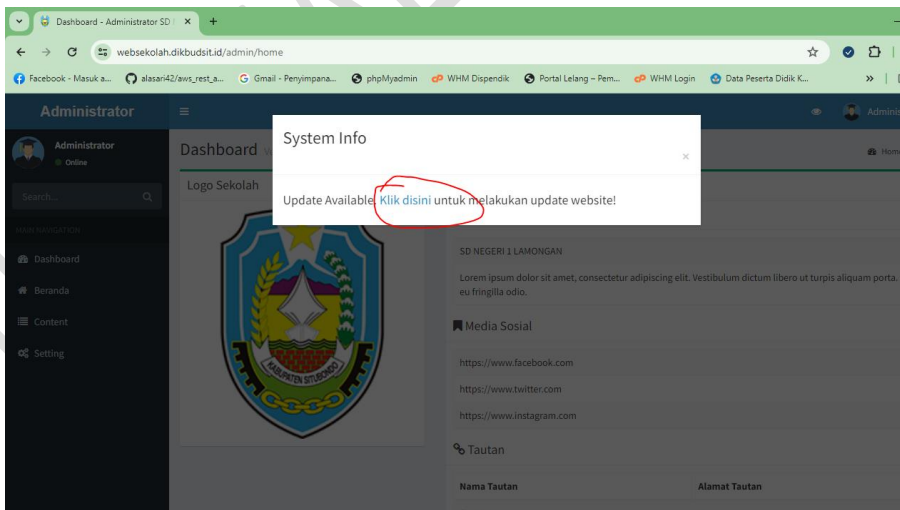 Dashboard - Administrator SD
websekolah.dikbudsit.id/admin/home
Facebook - Masuk a... alasari42/aws_rest_a... Gmail - Penyimpana... phpMyadmin WHM Dispendik Portal Lelang – Pem... WHM Login Data Peserta Didik K...
Administrator
Administrator
Online
Search...
MAIN NAVIGATION
Dashboard
Beranda
Content
Setting
Dashboard
Home
System Info
Update Available Klik disini untuk melakukan update website!
Logo Sekolah
KABUPATEN SITUBONDO
SD NEGERI 1 LAMONGAN
Lorem ipsum dolor sit amet, consectetur adipiscing elit. Vestibulum dictum libero ut turpis aliquam porta.
eu fringilla odio.
Media Sosial
https://www.facebook.com
https://www.twitter.com
https://www.instagram.com
Tautan
Nama Tautan Alamat Tautan